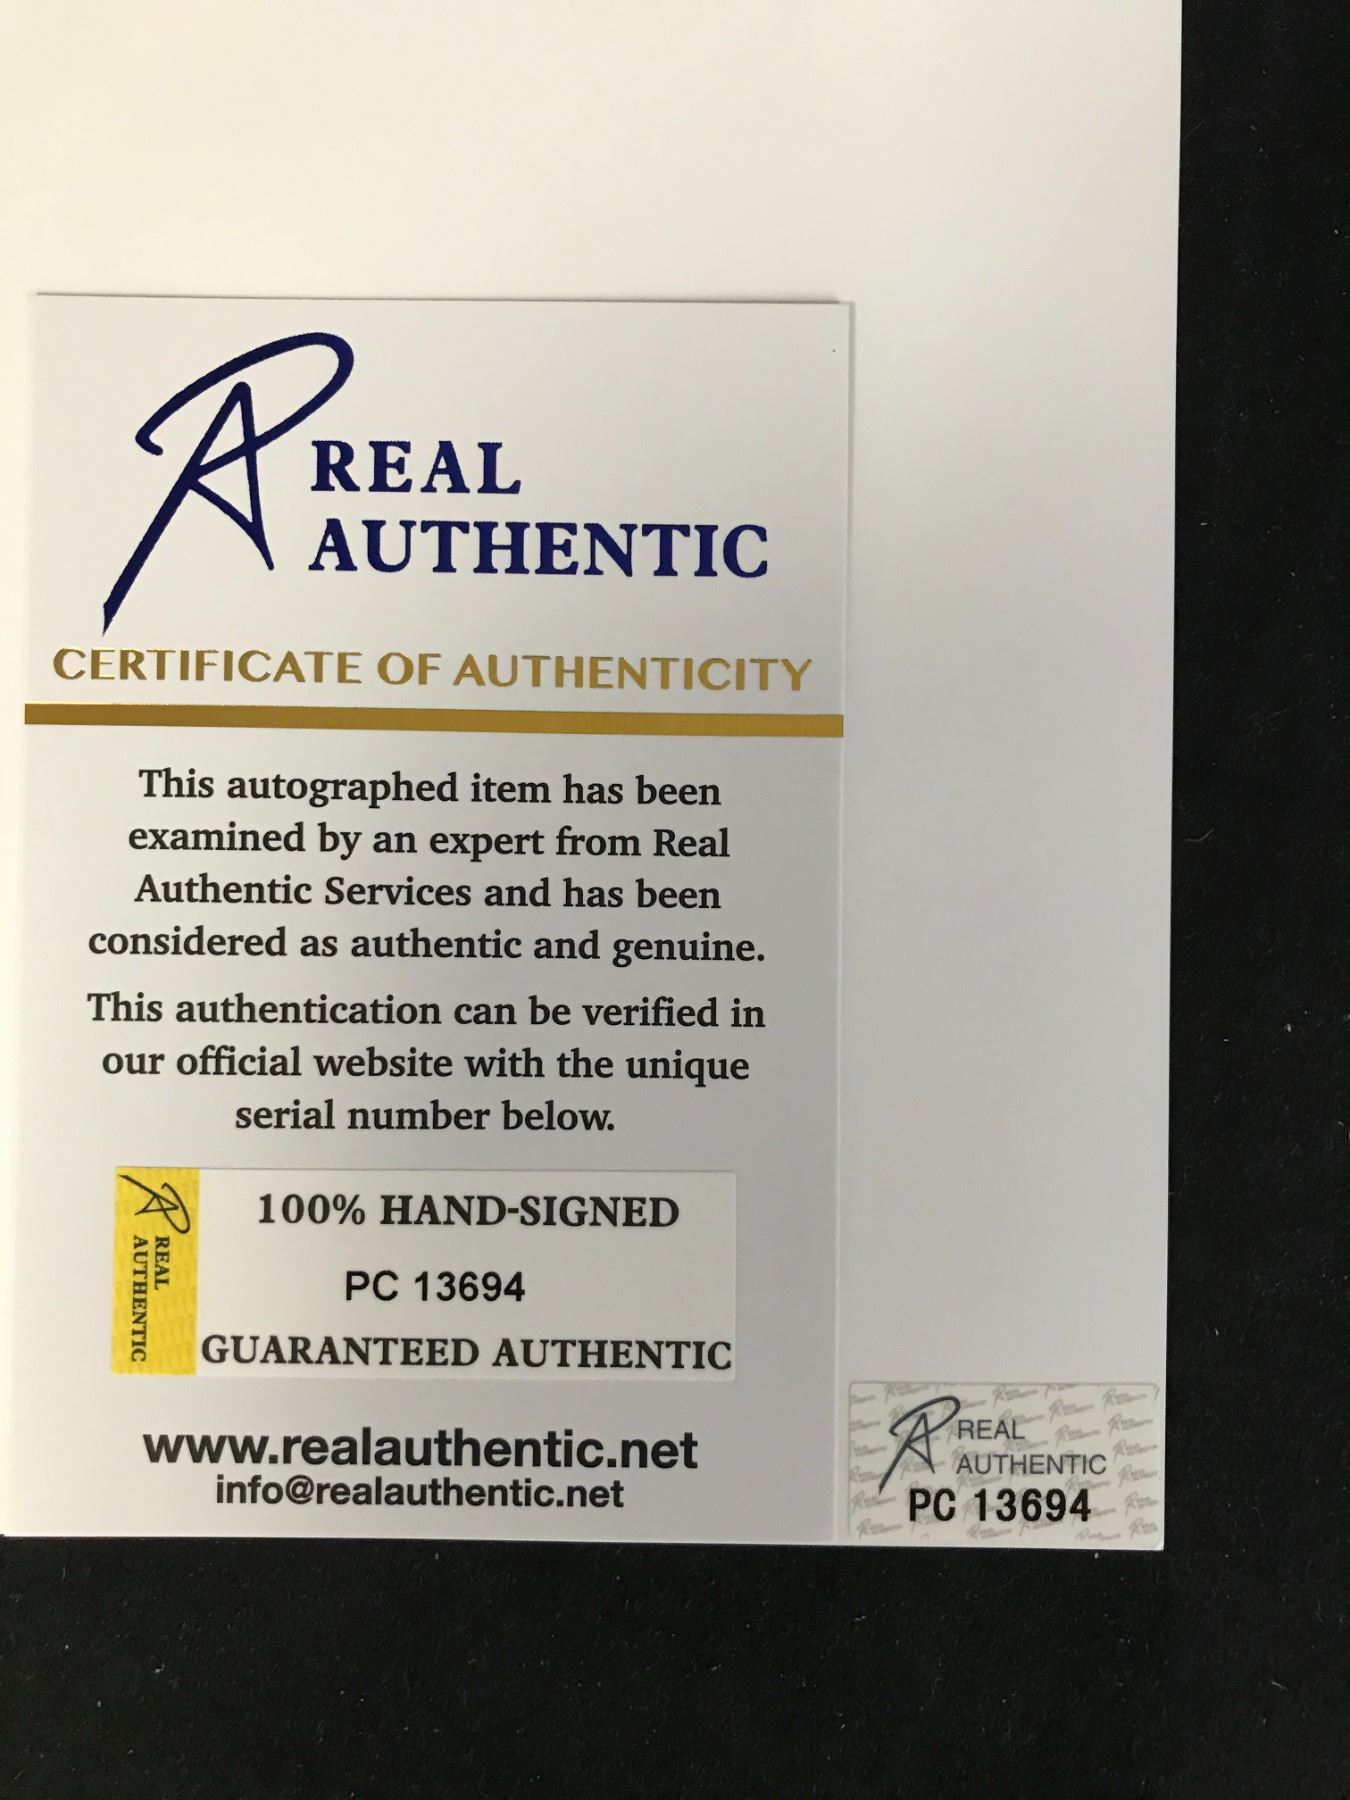 REAL
AUTHENTIC
CERTIFICATE OF AUTHENTICITY
This autographed item has been
examined by an expert from Real
Authentic Services and has been
considered as authentic and genuine.
This authentication can be verified in
our official website with the unique
serial number below.
REAL
AUTHENTIC
100% HAND-SIGNED
PC 13694
GUARANTEED AUTHENTIC
www.realauthentic.net
info@realauthentic.net
REAL
AUTHENTIC
PC 13694